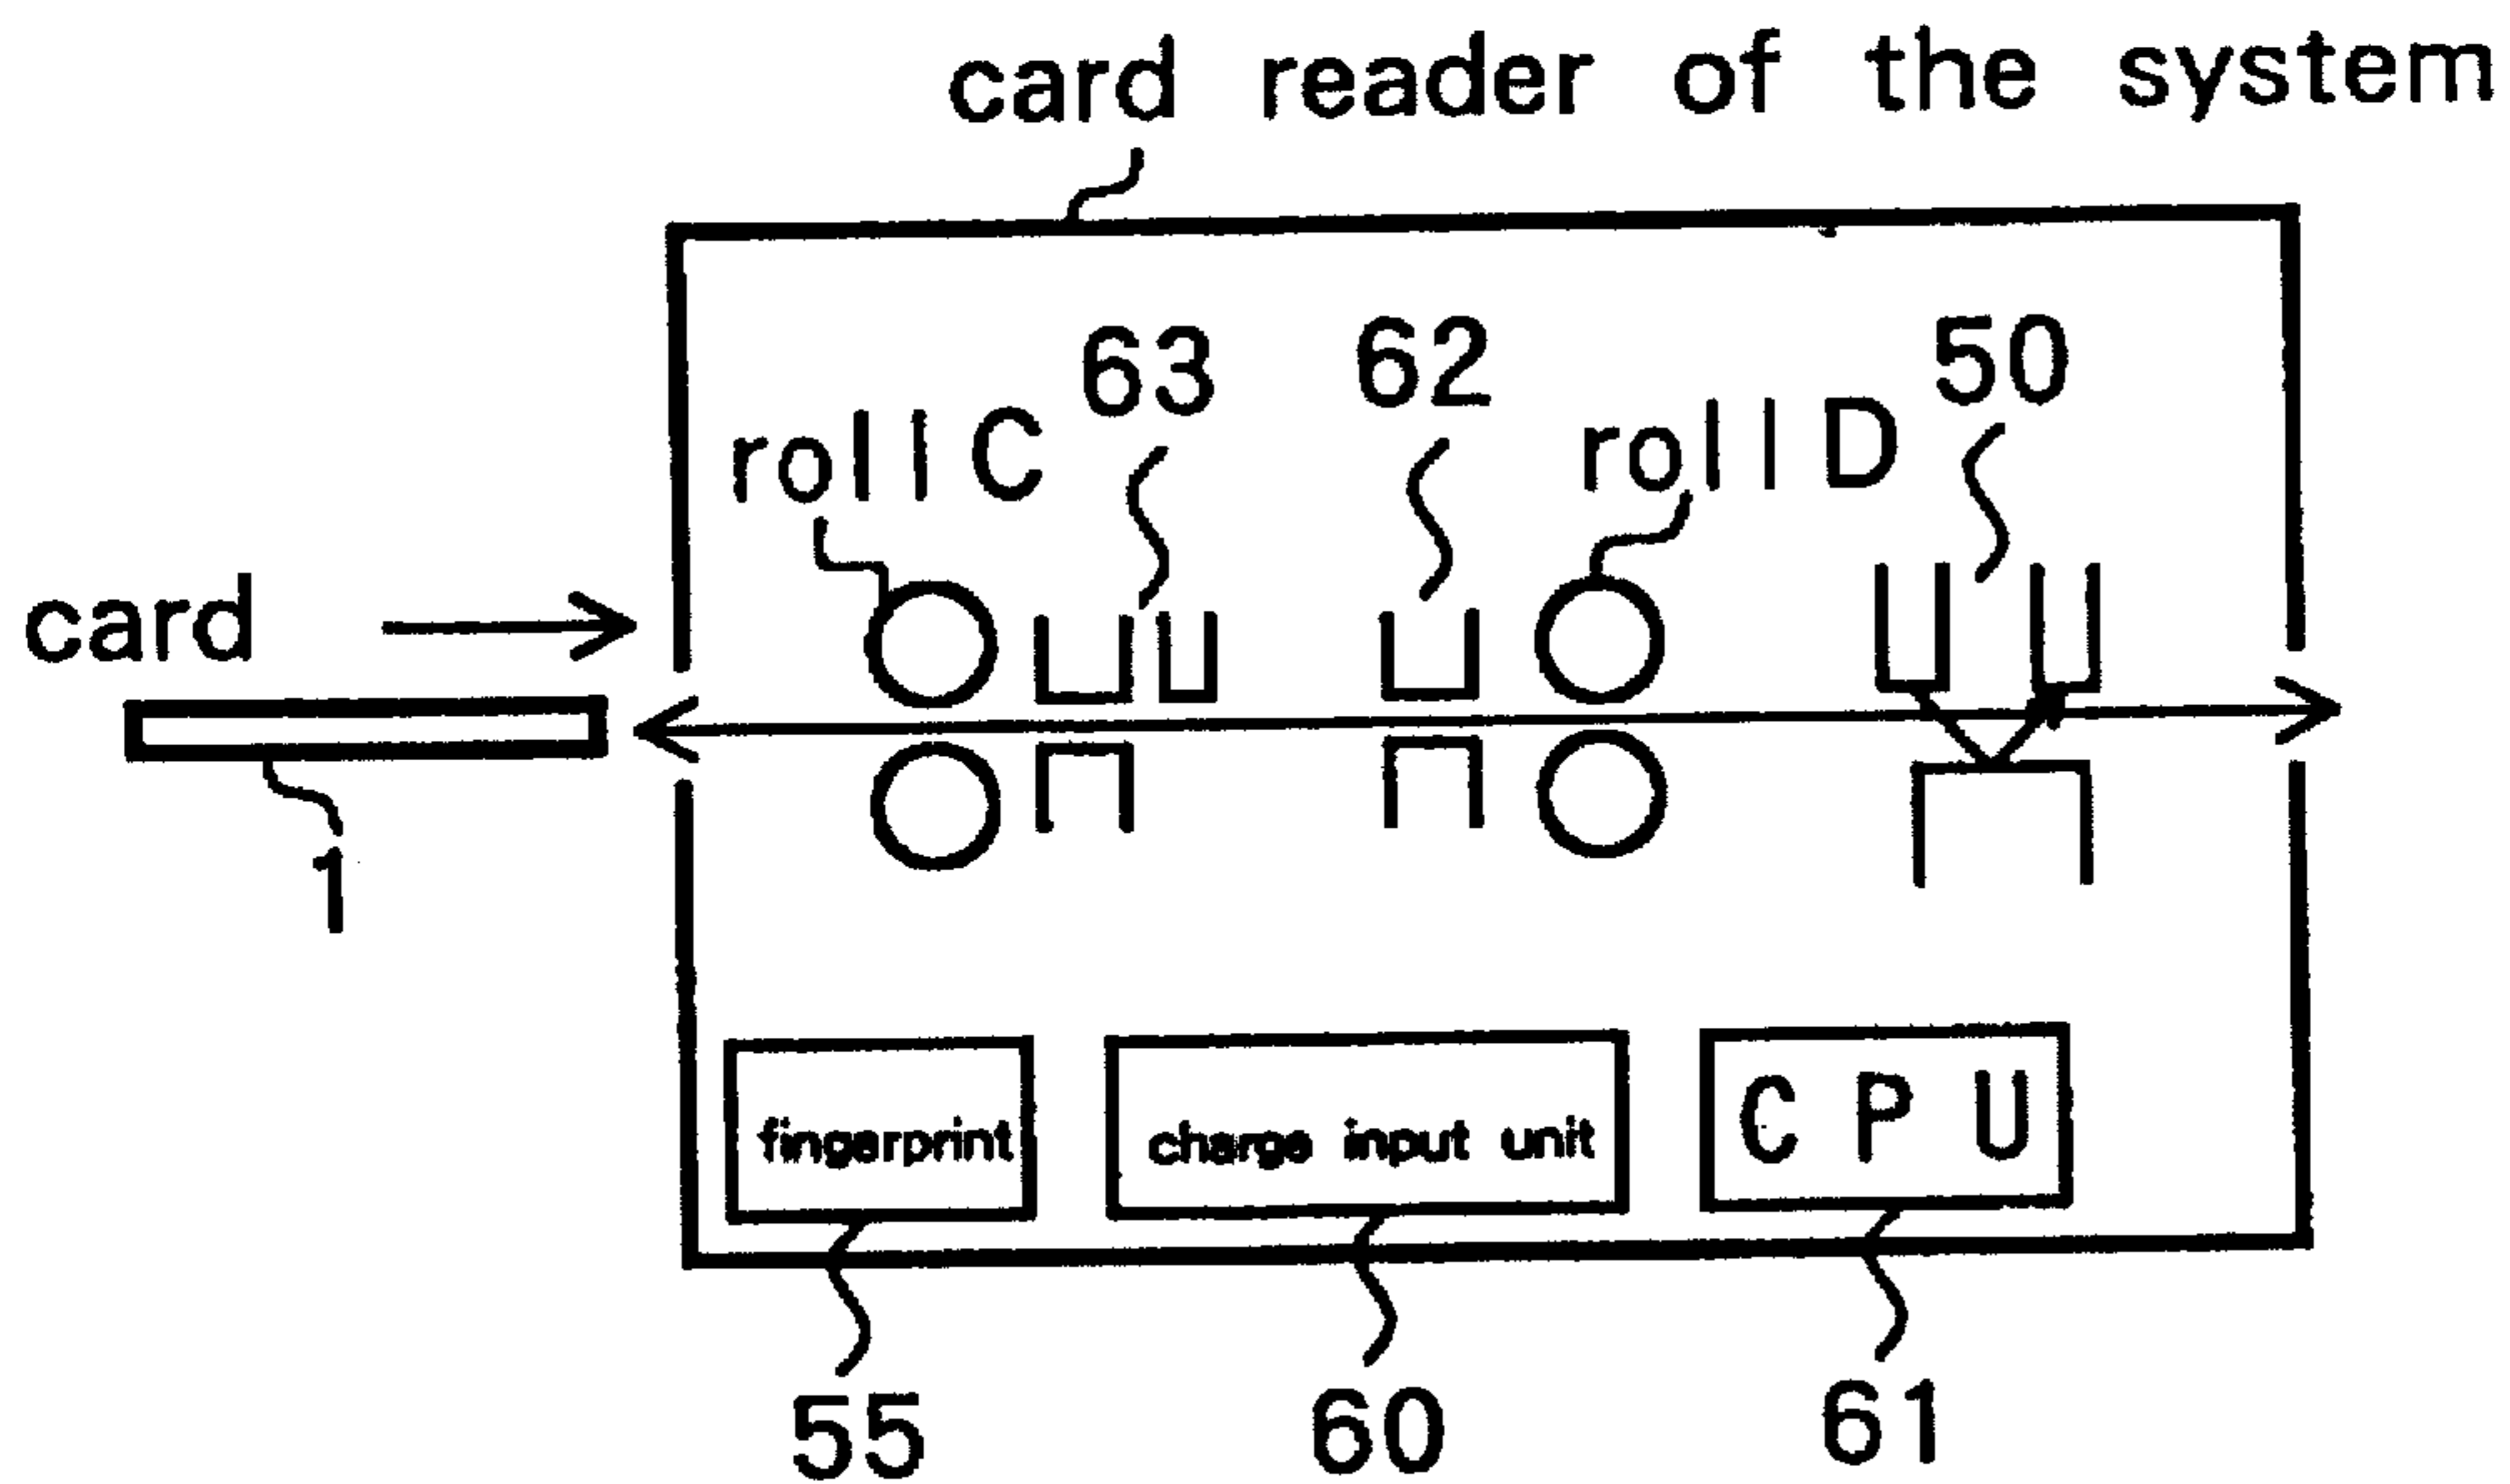 card reader of the system
63 62 50
roll C roll D
card
1
fingerprint charge input unit C P U
55 60 61